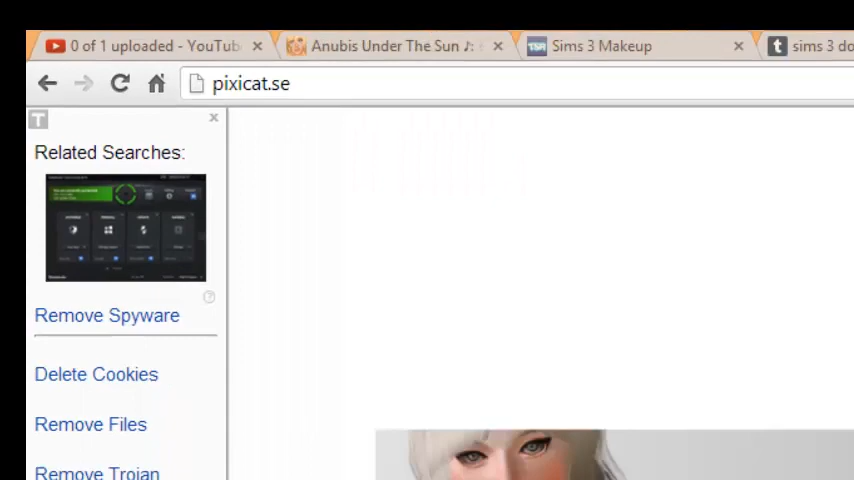 0 of 1 uploaded - YouTub
Anubis Under The Sun ♪:
Sims 3 Makeup
sims 3 do
pixicat.se
Related Searches:
Remove Spyware
Delete Cookies
Remove Files
Remove Trojan